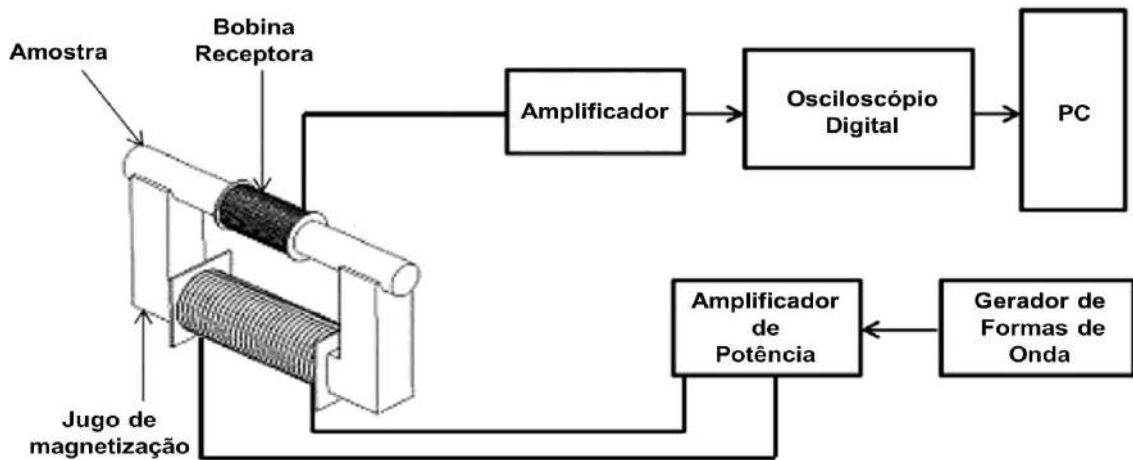 Amostra
Bobina
Receptora
Amplificador
Osciloscópio
Digital
PC
Amplificador
de
Potência
Gerador de
Formas de
Onda
Jugo de
magnetização